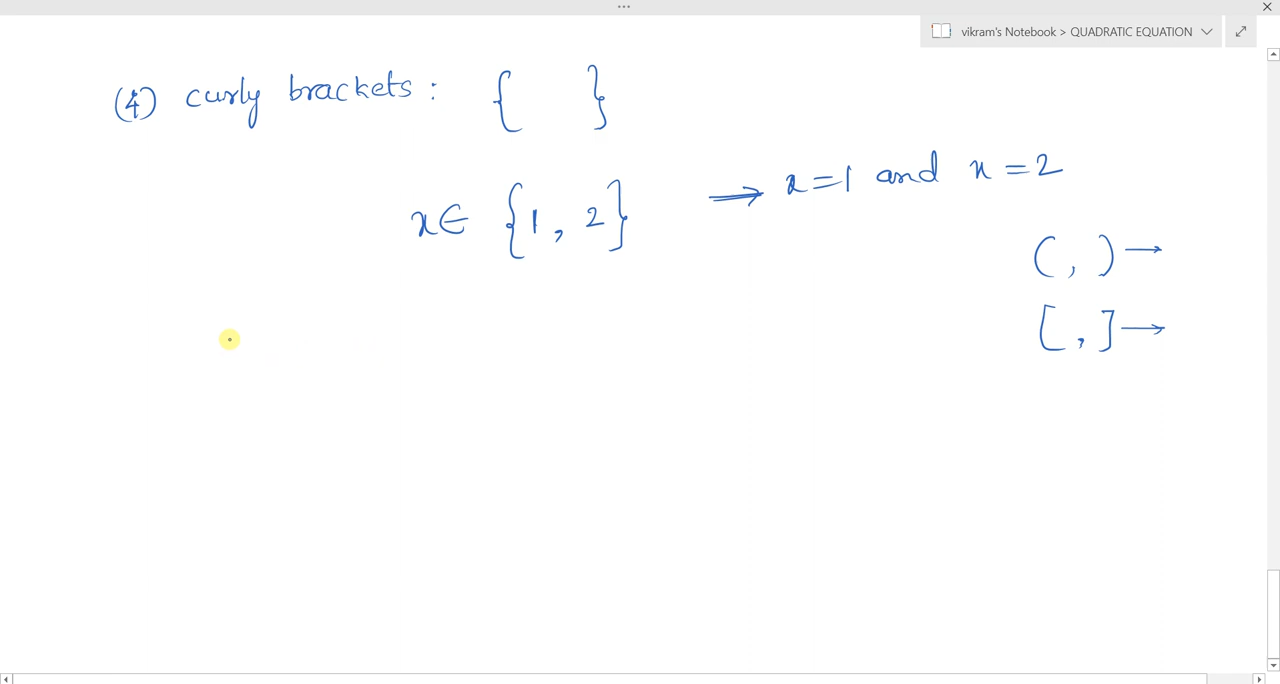 vikram's Notebook > QUADRATIC EQUATION
(4) curly brackets : { }
x∈ {1, 2} ⟹ x=1 and x=2
( , ) →
[ , ] →